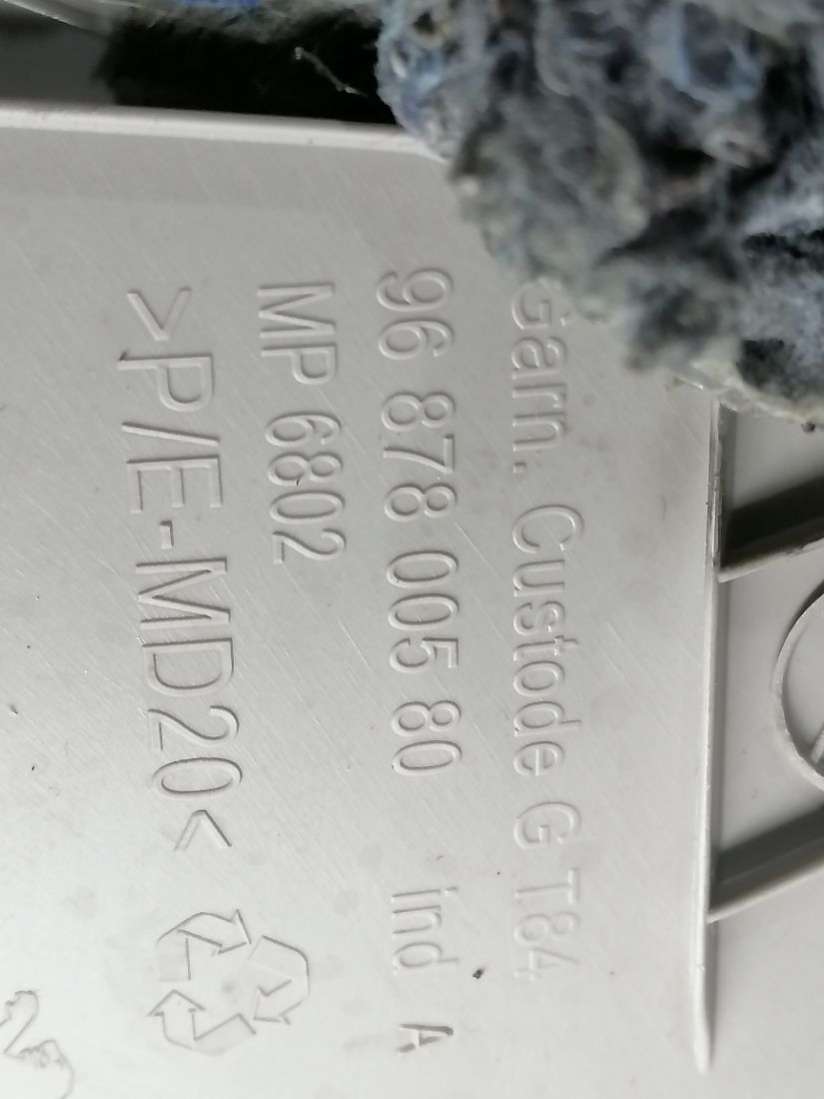 Garn. Custode G T84
96 878 005 80 Ind A
MP 6802
>P/E-MD20<